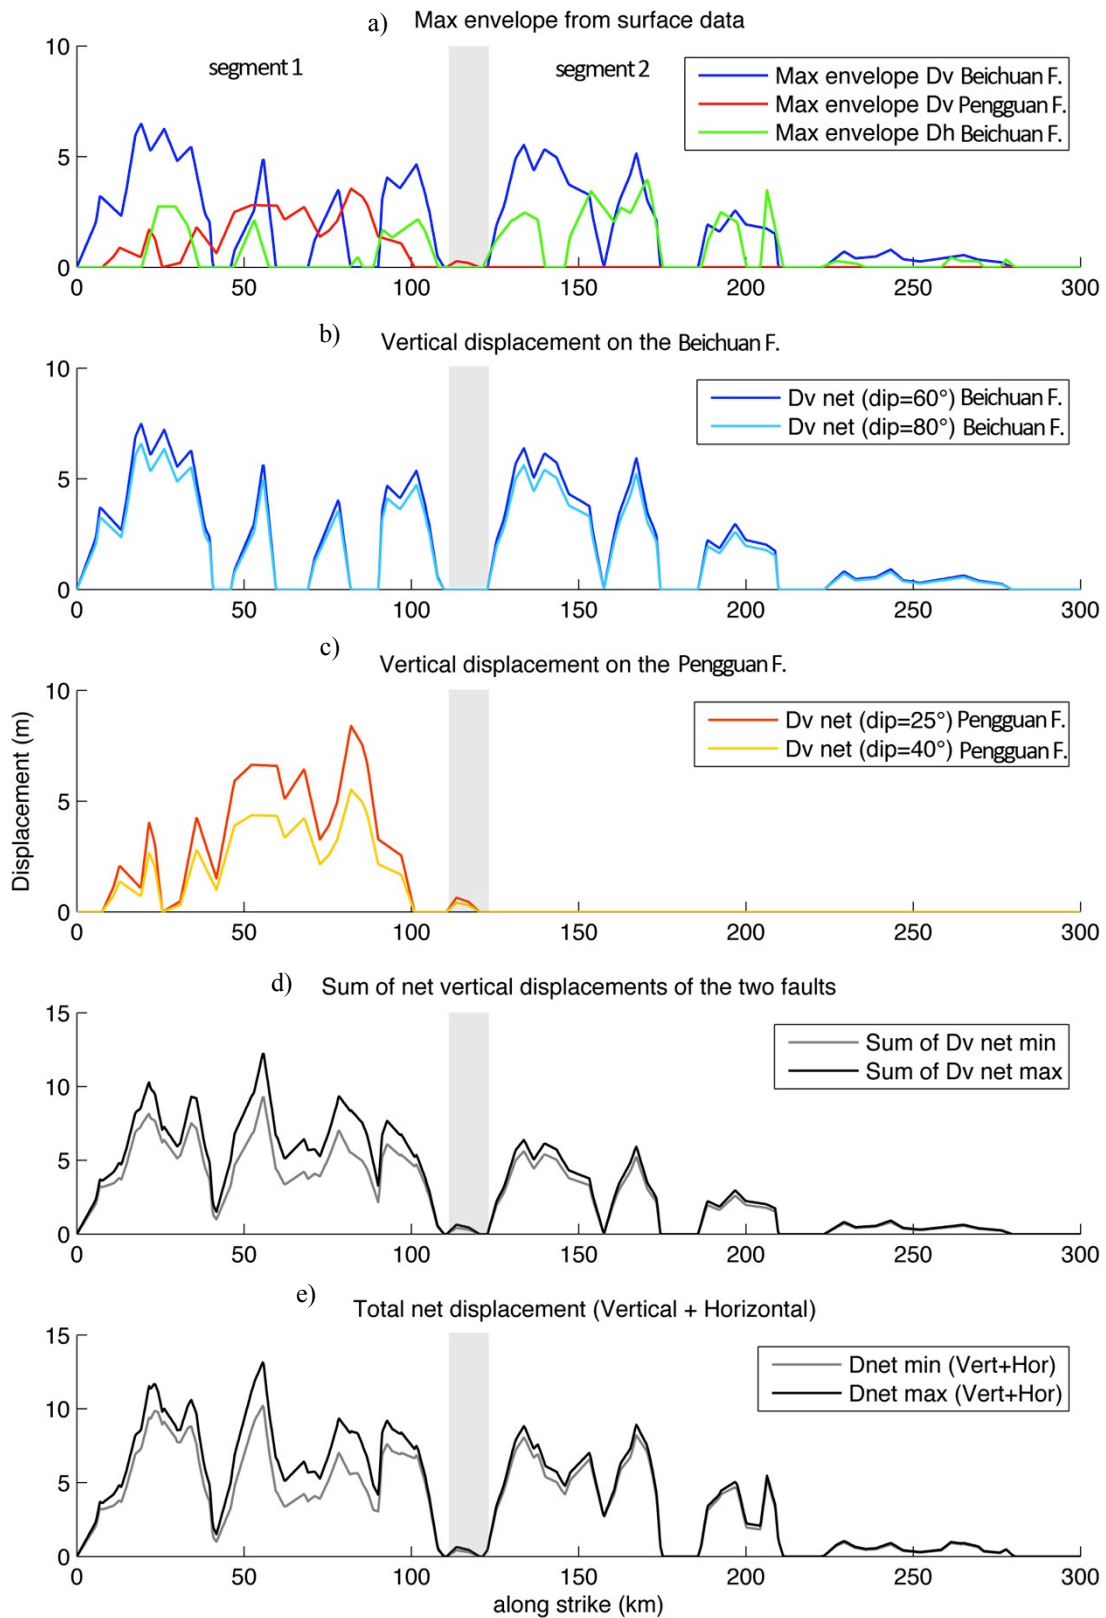 a) Max envelope from surface data
10
5
0
segment 1
segment 2
Max envelope Dv Beichuan F.
Max envelope Dv Pengguan F.
Max envelope Dh Beichuan F.
0 50 100 150 200 250 300
b) Vertical displacement on the Beichuan F.
10
5
0
Dv net (dip=60°) Beichuan F.
Dv net (dip=80°) Beichuan F.
0 50 100 150 200 250 300
c) Vertical displacement on the Pengguan F.
Displacement (m)
10
5
0
Dv net (dip=25°) Pengguan F.
Dv net (dip=40°) Pengguan F.
0 50 100 150 200 250 300
d) Sum of net vertical displacements of the two faults
15
10
5
0
Sum of Dv net min
Sum of Dv net max
0 50 100 150 200 250 300
e) Total net displacement (Vertical + Horizontal)
15
10
5
0
Dnet min (Vert+Hor)
Dnet max (Vert+Hor)
0 50 100 150 200 250 300
along strike (km)